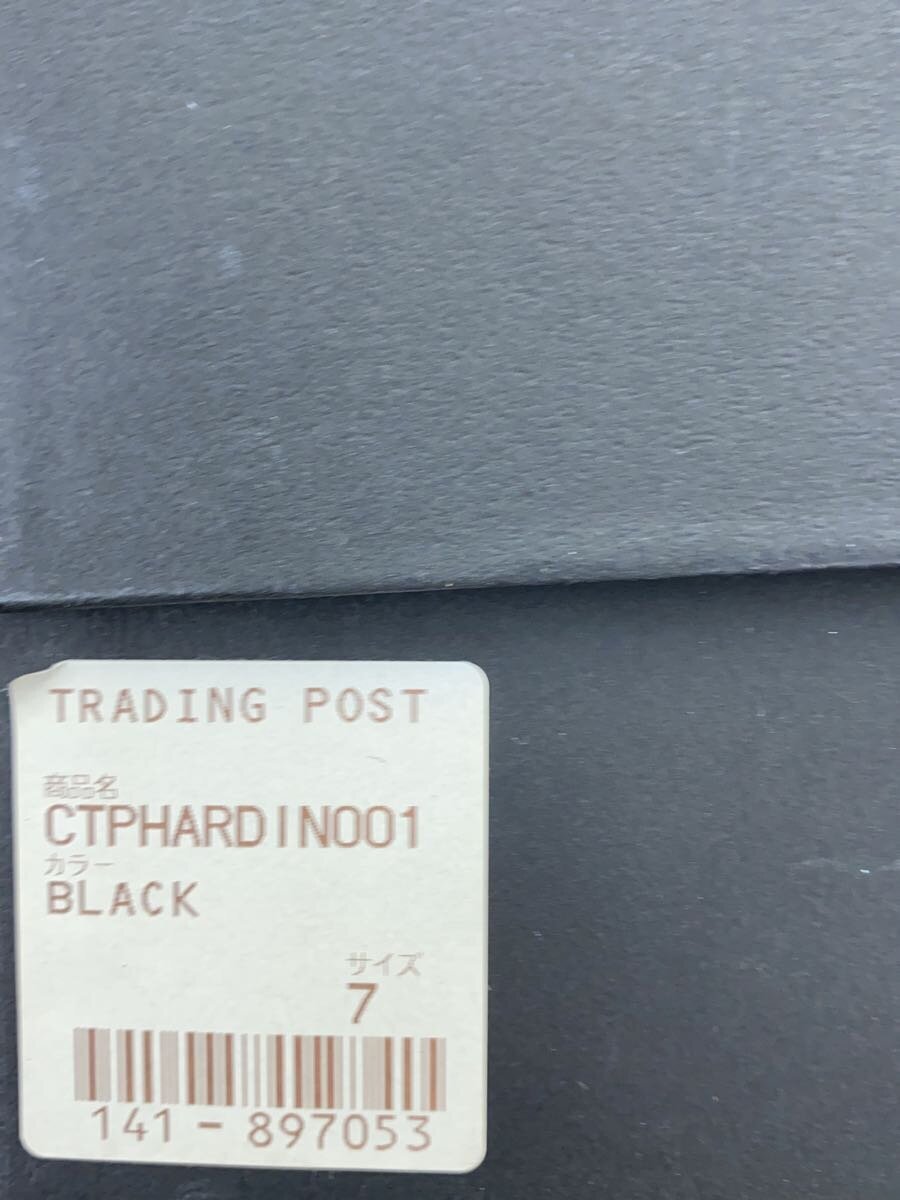 TRADING POST
商品名
CTPHARDIN001
カラー
BLACK
サイズ
7
141-897053